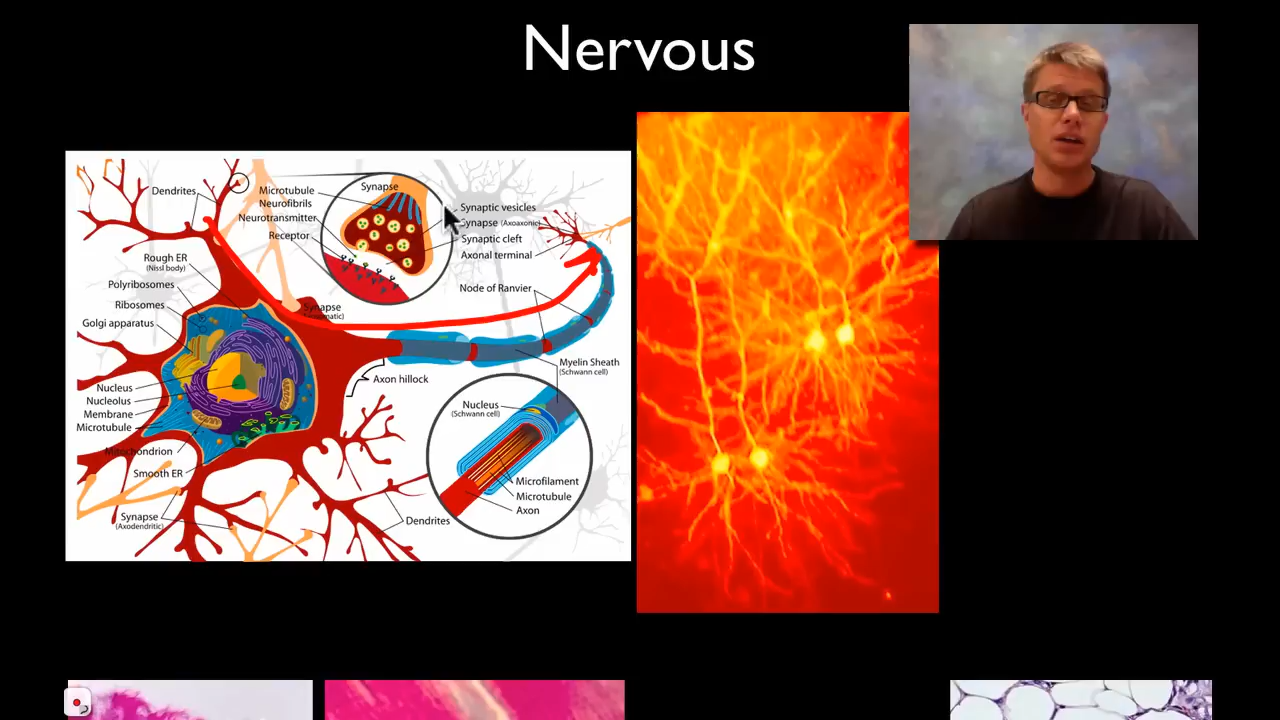 Nervous
Dendrites
Microtubule
Neurofibrils
Neurotransmitter
Receptor
Synapse
Synaptic vesicles
Synapse (Axoaxonic)
Synaptic cleft
Axonal terminal
Rough ER
(Nissl body)
Polyribosomes
Ribosomes
Golgi apparatus
Synapse
Node of Ranvier
Myelin Sheath
(Schwann cell)
Axon hillock
Nucleus
Nucleolus
Membrane
Microtubule
Mitochondrion
Smooth ER
Synapse
(Axodendritic)
Dendrites
Nucleus
(Schwann cell)
Microfilament
Microtubule
Axon